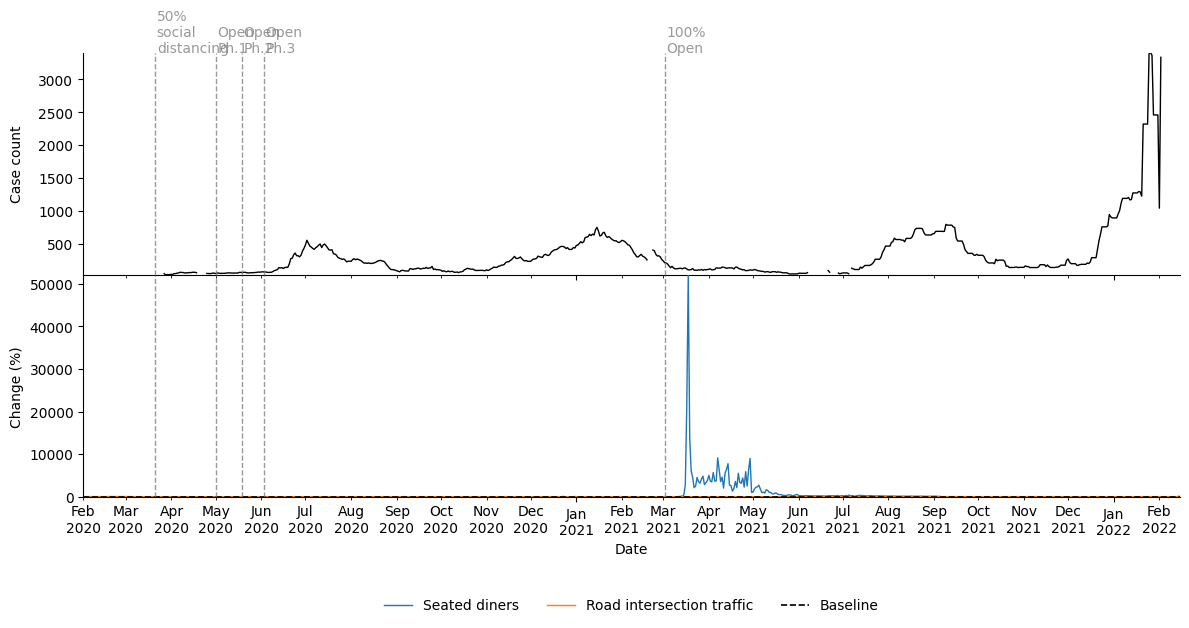 50%
social
distancing
Open
Ph.1
Open
Ph.2
Open
Ph.3
100%
Open
Case count
3000
2500
2000
1500
1000
500
Change (%)
50000
40000
30000
20000
10000
0
Feb 2020
Mar 2020
Apr 2020
May 2020
Jun 2020
Jul 2020
Aug 2020
Sep 2020
Oct 2020
Nov 2020
Dec 2020
Jan 2021
Feb 2021
Mar 2021
Apr 2021
May 2021
Jun 2021
Jul 2021
Aug 2021
Sep 2021
Oct 2021
Nov 2021
Dec 2021
Jan 2022
Feb 2022
Date
Seated diners
Road intersection traffic
Baseline